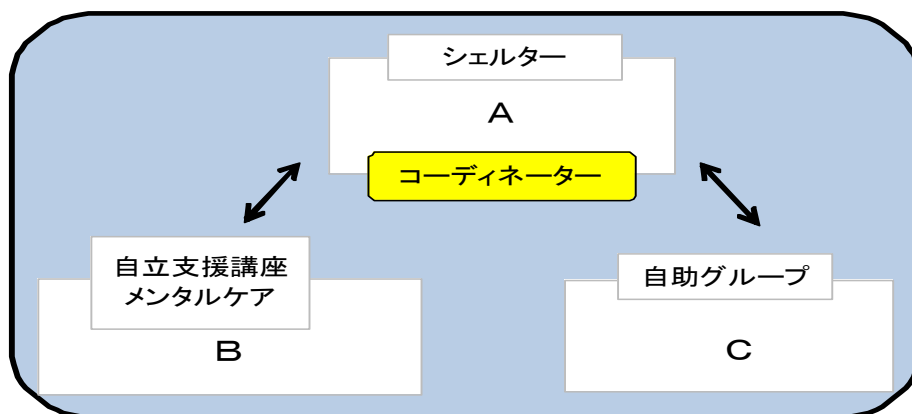 シェルター
A
コーディネーター
自立支援講座
メンタルケア
B
自助グループ
C